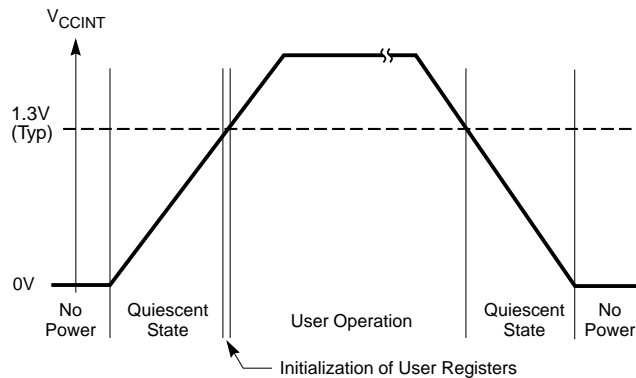 VCCINT
1.3V
(Typ)
0V
No
Power
Quiescent
State
User Operation
Quiescent
State
No
Power
Initialization of User Registers